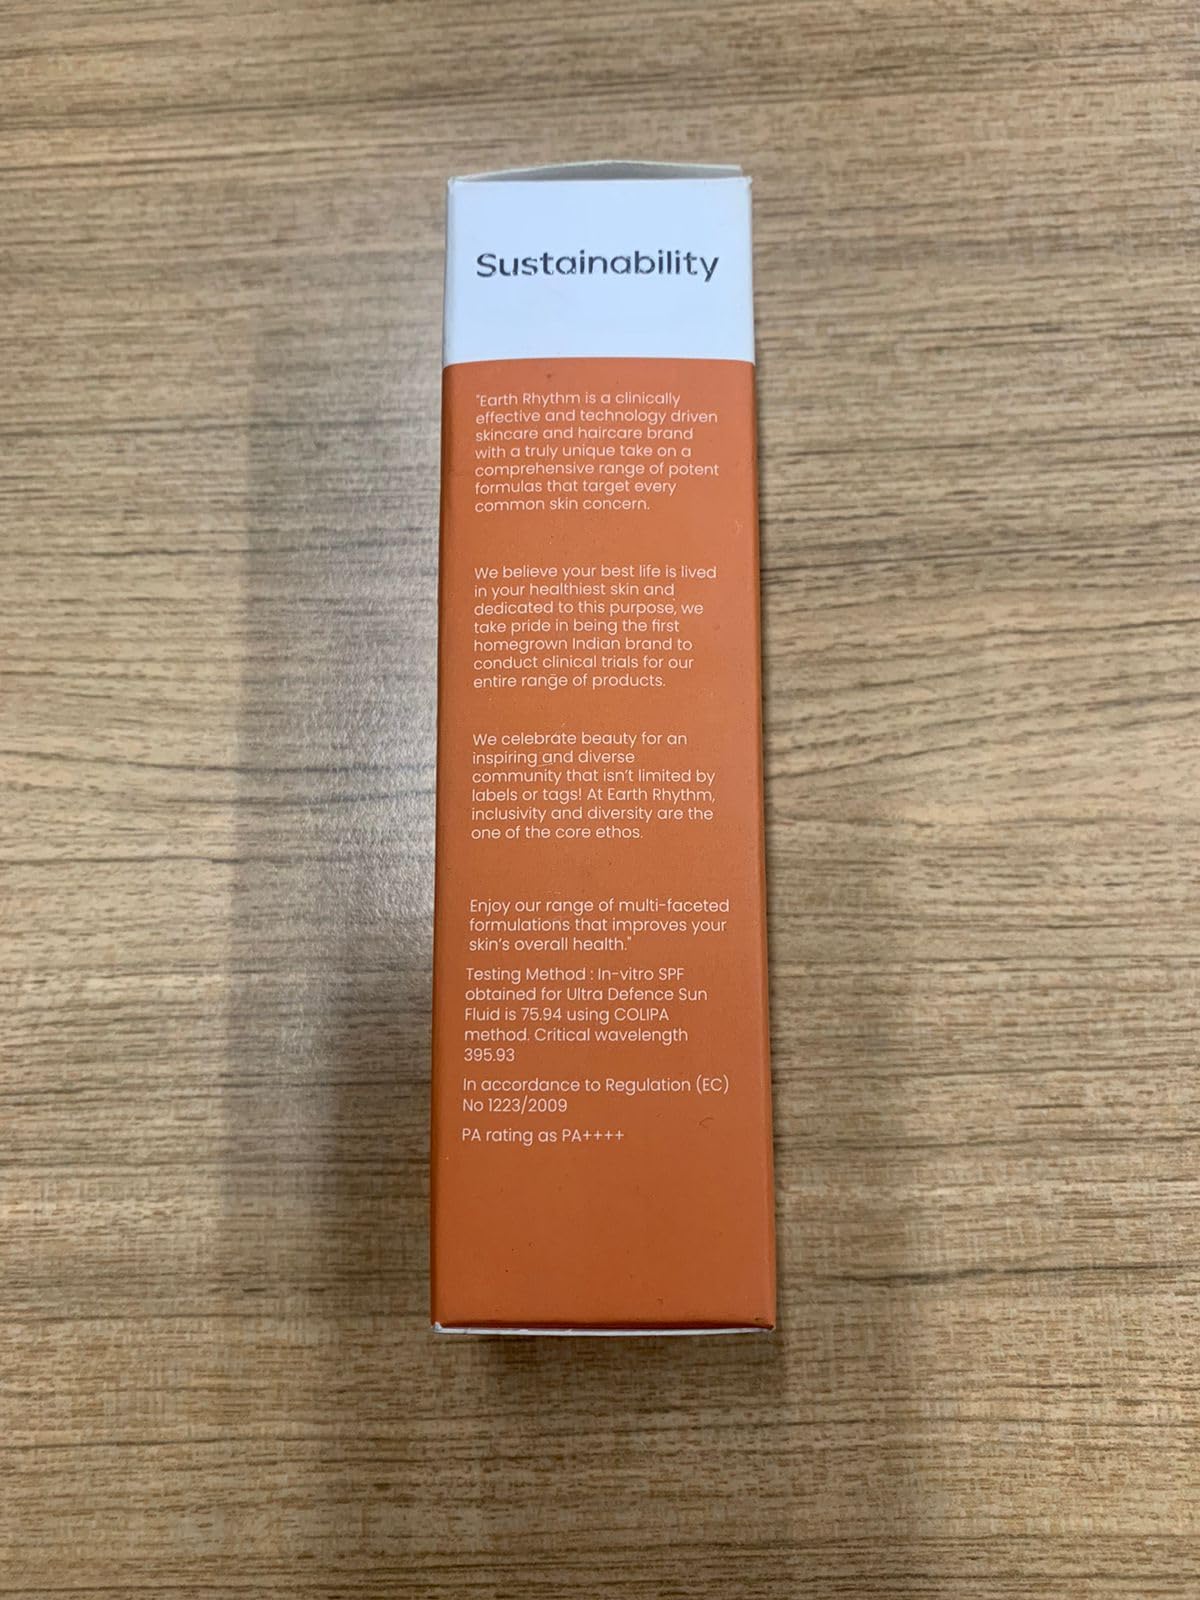 Sustainability
"Earth Rhythm is a clinically
effective and technology driven
skincare and haircare brand
with a truly unique take on a
comprehensive range of potent
formulas that target every
common skin concern.
We believe your best life is lived
in your healthiest skin and
dedicated to this purpose, we
take pride in being the first
homegrown Indian brand to
conduct clinical trials for our
entire range of products.
We celebrate beauty for an
inspiring and diverse
community that isn't limited by
labels or tags! At Earth Rhythm,
inclusivity and diversity are the
one of the core ethos.
Enjoy our range of multi-faceted
formulations that improves your
skin's overall health."
Testing Method : In-vitro SPF
obtained for Ultra Defence Sun
Fluid is 75.94 using COLIPA
method. Critical wavelength
395.93
In accordance to Regulation (EC)
No 1223/2009
PA rating as PA++++